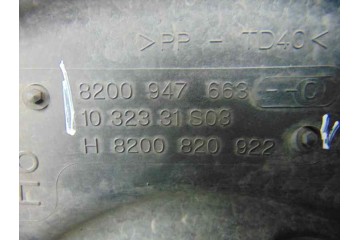 >PP - TD40<
8200 947 663 --C
10 323 31 S03
H 8200 820 922